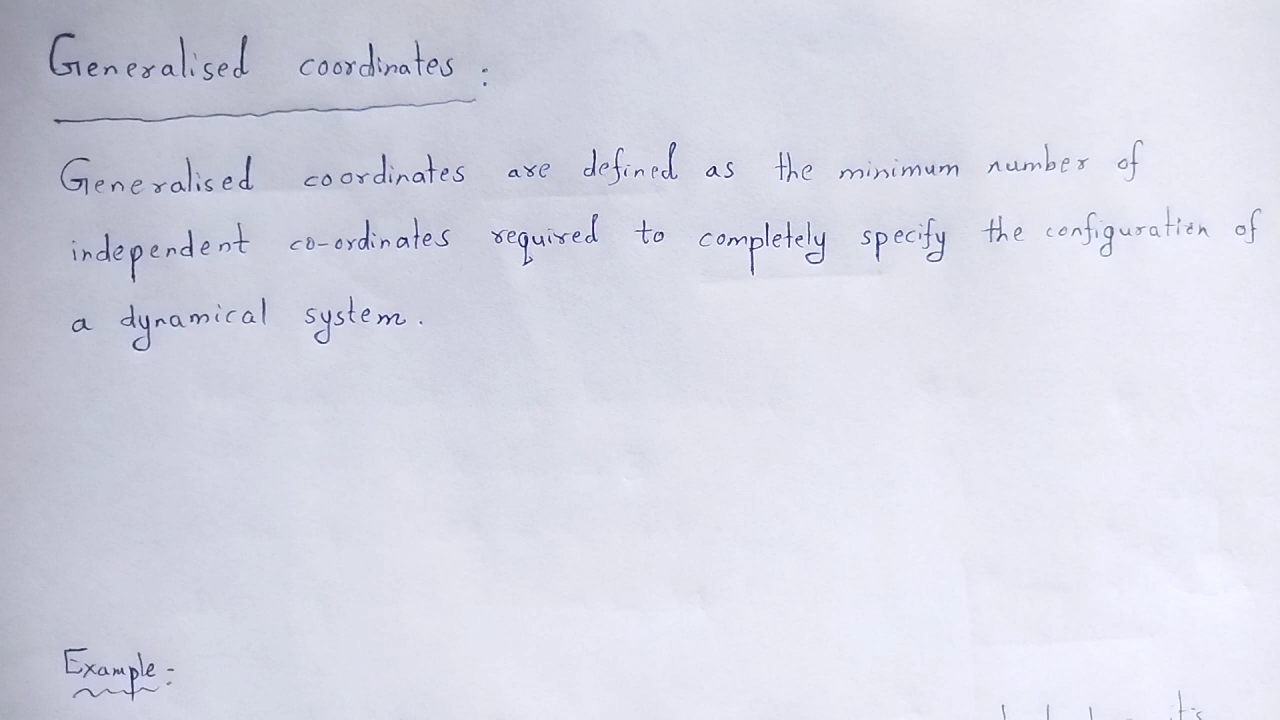 Generalised coordinates :
Generalised coordinates are defined as the minimum number of
independent co-ordinates required to completely specify the configuration of
a dynamical system.
Example :-